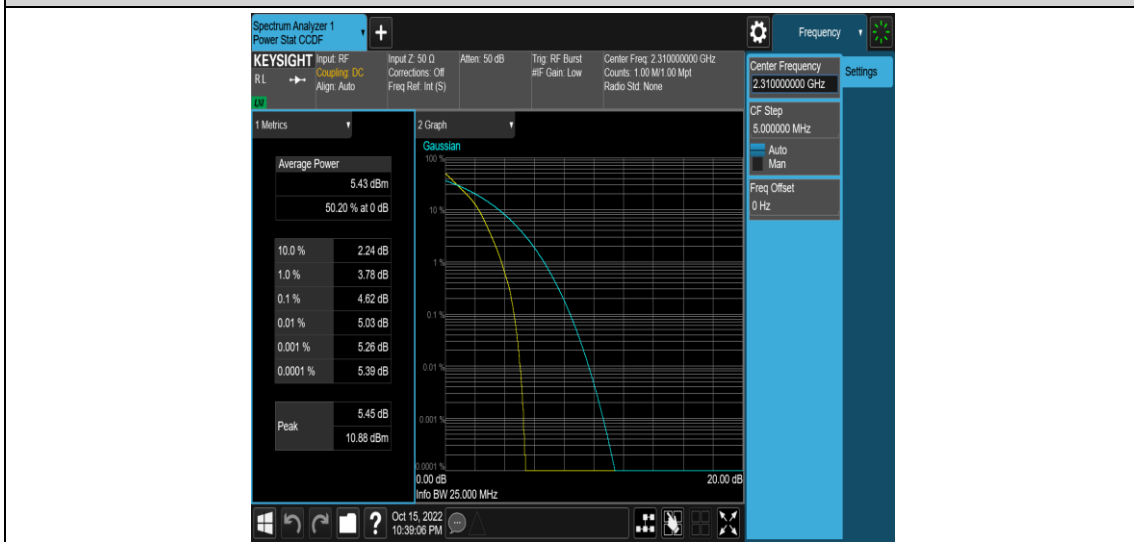 Spectrum Analyzer 1
Power Stat CCDF
+
Frequency
KEYSIGHT
RL
Input: RF
Coupling: DC
Align: Auto
Input Z: 50 Ω
Corrections: Off
Freq Ref: Int (S)
Atten: 50 dB
Trig: RF Burst
#IF Gain: Low
Center Freq: 2.310000000 GHz
Counts: 1.00 M/1.00 Mpt
Radio Std: None
Center Frequency
2.310000000 GHz
Settings
CF Step
5.000000 MHz
Auto
Man
Freq Offset
0 Hz
1 Metrics
Average Power
5.43 dBm
50.20 % at 0 dB
10.0 % 2.24 dB
1.0 % 3.78 dB
0.1 % 4.62 dB
0.01 % 5.03 dB
0.001 % 5.26 dB
0.0001 % 5.39 dB
Peak
5.45 dB
10.88 dBm
2 Graph
Gaussian
100 %
10 %
1 %
0.1 %
0.01 %
0.001 %
0.0001 %
0.00 dB 20.00 dB
Info BW 25.000 MHz
?
Oct 15, 2022
10:39:06 PM